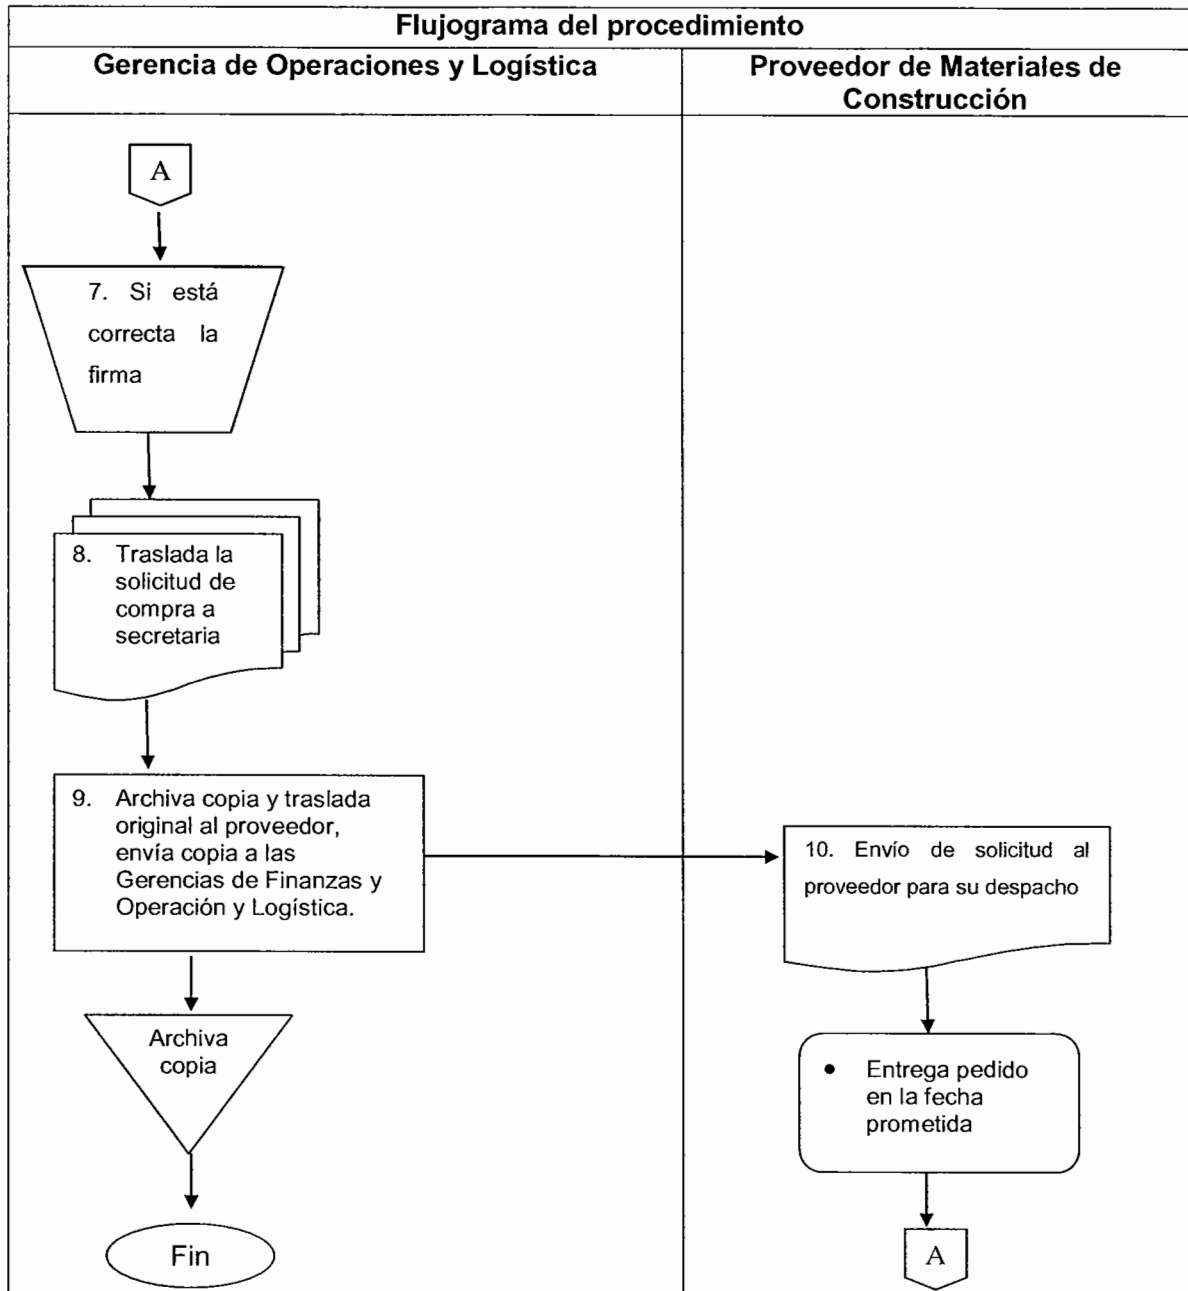 Flujograma del procedimiento
Gerencia de Operaciones y Logística
Proveedor de Materiales de
Construcción
A
7. Si está
correcta la
firma
8. Traslada la
solicitud de
compra a
secretaria
9. Archiva copia y traslada
original al proveedor,
envía copia a las
Gerencias de Finanzas y
Operación y Logística.
10. Envío de solicitud al
proveedor para su despacho
Archiva
copia
• Entrega pedido
en la fecha
prometida
Fin
A